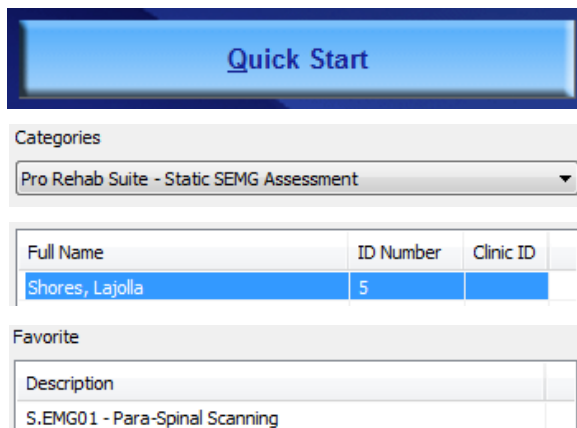 Quick Start
Categories
Pro Rehab Suite - Static SEMG Assessment
Full Name ID Number Clinic ID
Shores, Lajolla 5
Favorite
Description
S.EMG01 - Para-Spinal Scanning